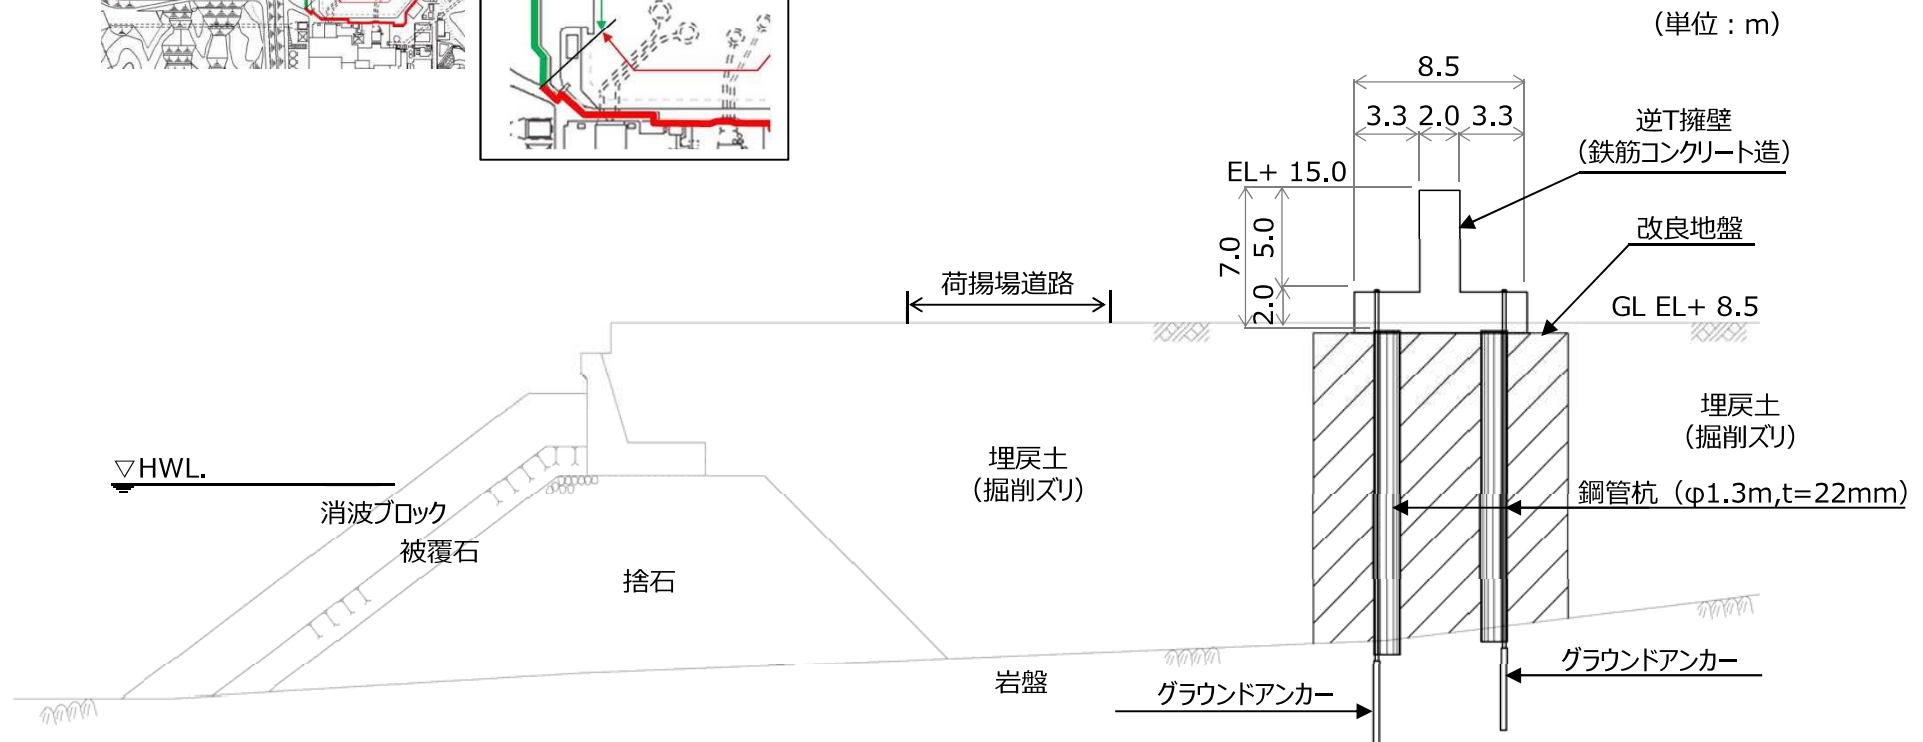 (単位：m)
8.5
3.3 2.0 3.3
逆T擁壁
(鉄筋コンクリート造)
EL+ 15.0
改良地盤
7.0
5.0
2.0
荷揚場道路
GL EL+ 8.5
埋戻土
(掘削ズリ)
埋戻土
(掘削ズリ)
▽HWL.
鋼管杭（φ1.3m,t=22mm）
消波ブロック
被覆石
捨石
岩盤
グラウンドアンカー
グラウンドアンカー